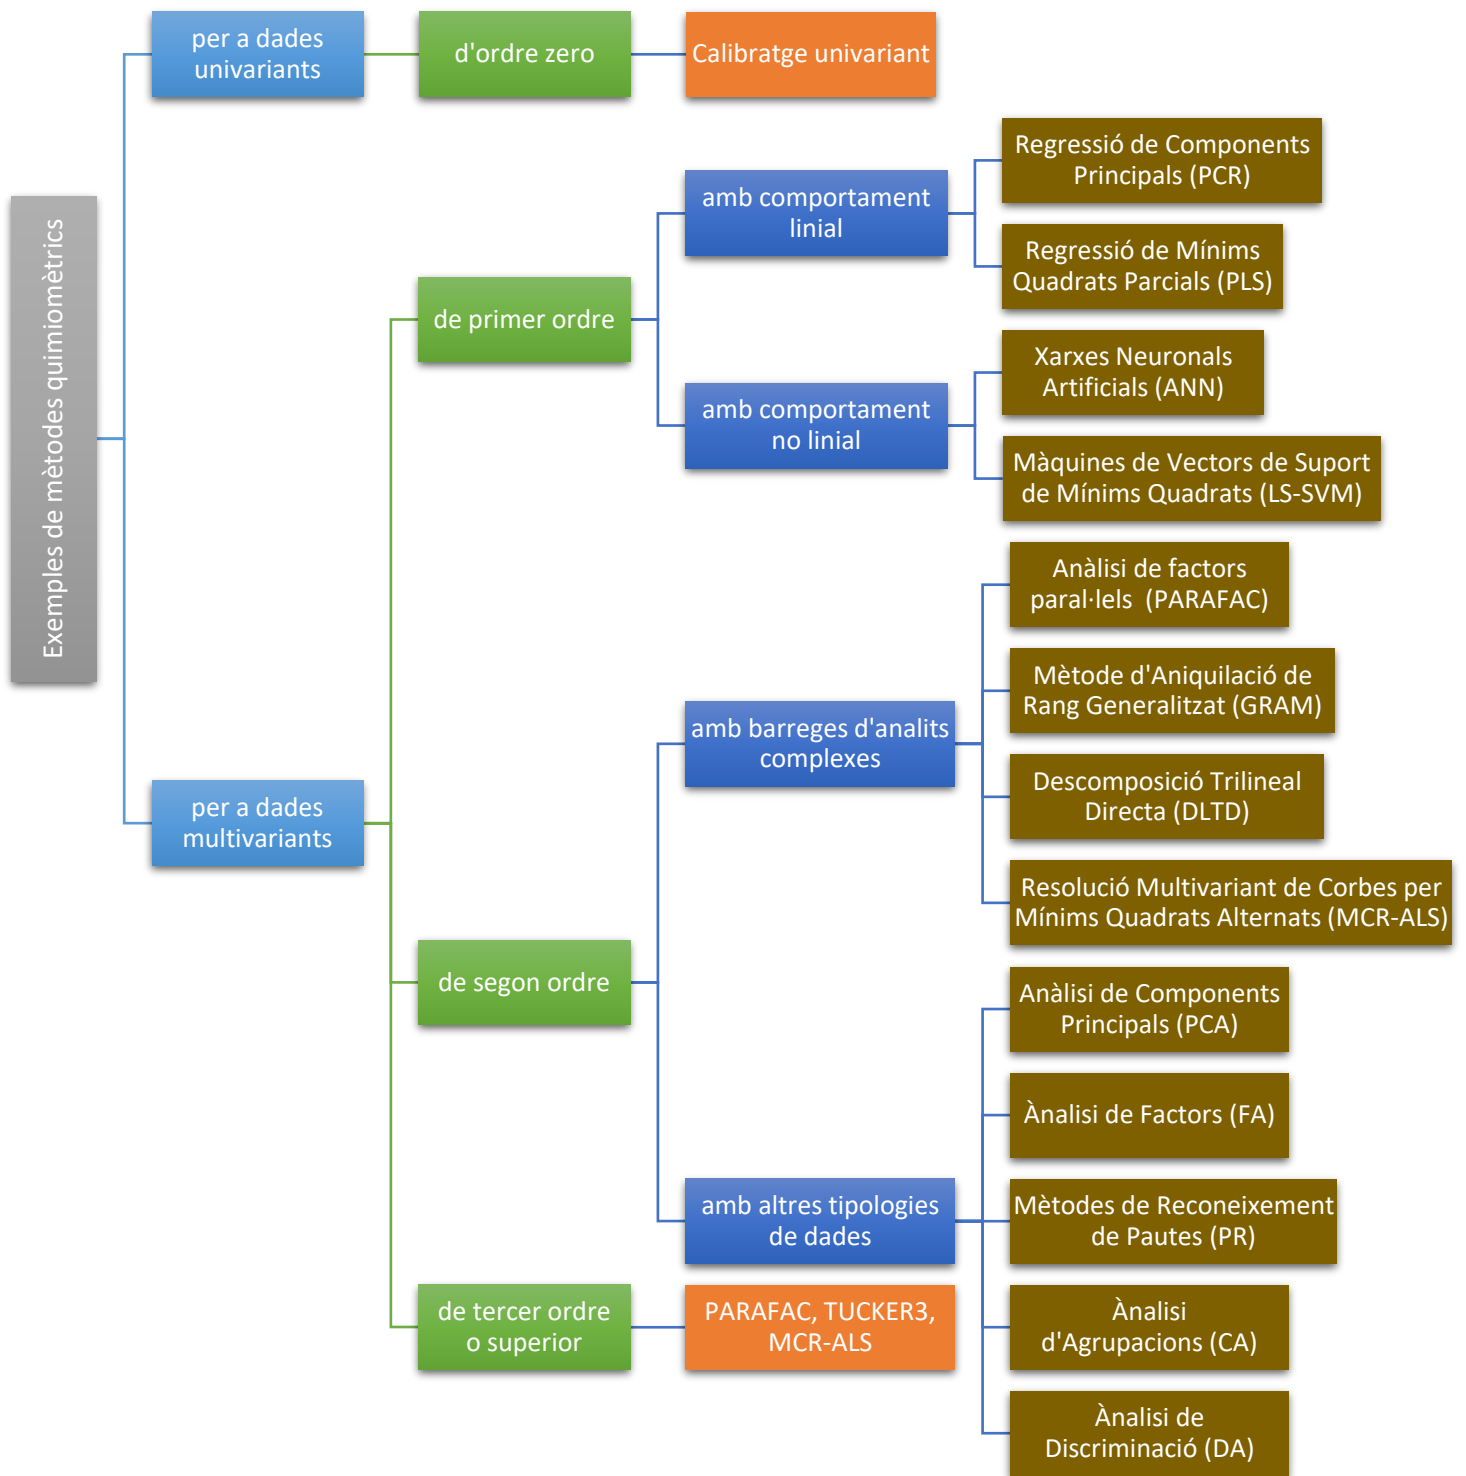 Exemples de mètodes quimiomètrics
per a dades
univariants
d'ordre zero
Calibratge univariant
per a dades
multivariants
de primer ordre
amb comportament
linial
Regressió de Components
Principals (PCR)
Regressió de Mínims
Quadrats Parcials (PLS)
amb comportament
no linial
Xarxes Neuronals
Artificials (ANN)
Màquines de Vectors de Suport
de Mínims Quadrats (LS-SVM)
de segon ordre
amb barreges d'analits
complexes
Anàlisi de factors
paral·lels  (PARAFAC)
Mètode d'Aniquilació de
Rang Generalitzat (GRAM)
Descomposició Trilineal
Directa (DLTD)
Resolució Multivariant de Corbes per
Mínims Quadrats Alternats (MCR-ALS)
amb altres tipologies
de dades
Anàlisi de Components
Principals (PCA)
Ànalisi de Factors (FA)
Mètodes de Reconeixement
de Pautes (PR)
Ànalisi
d'Agrupacions (CA)
Ànalisi de
Discriminació (DA)
de tercer ordre
o superior
PARAFAC, TUCKER3,
MCR-ALS